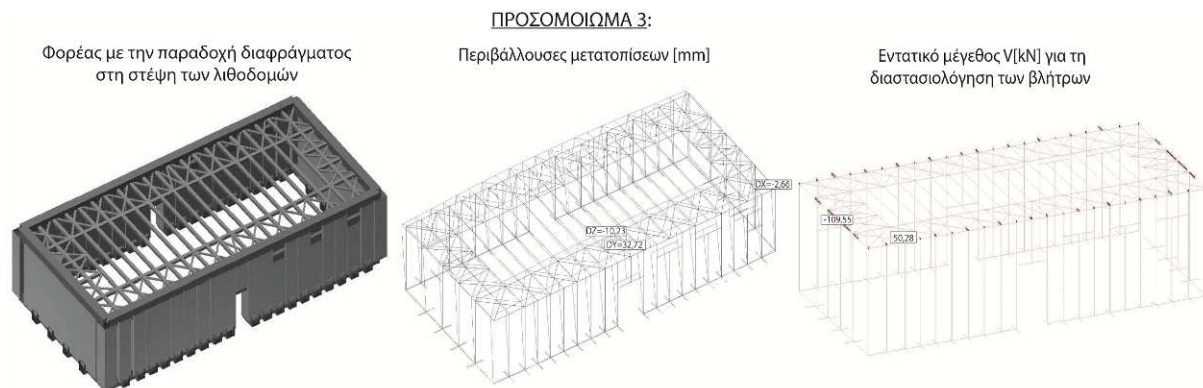 ΠΡΟΣΟΜΟΙΩΜΑ 3:
Φορέας με την παραδοχή διαφράγματος
στη στέψη των λιθοδομών
Περιβάλλουσες μετατοπίσεων [mm]
Εντατικό μέγεθος V[kN] για τη
διαστασιολόγηση των βλήτρων
DX=-2,66
DZ=-10,23
DY=32,72
-109,55
50,28